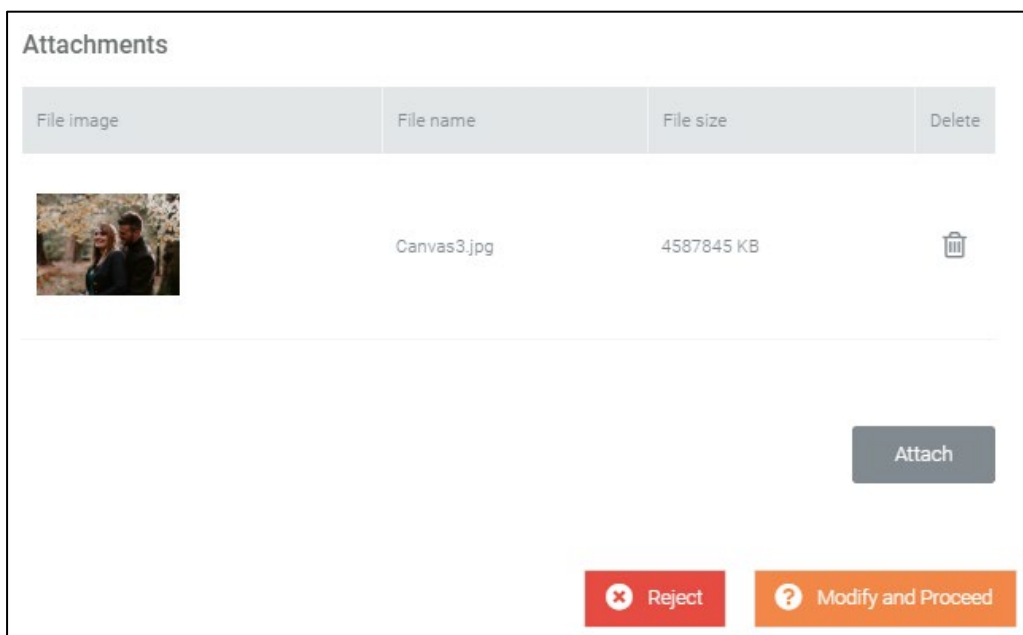 Attachments
File image File name File size Delete
Canvas3.jpg 4587845 KB
Attach
Reject Modify and Proceed